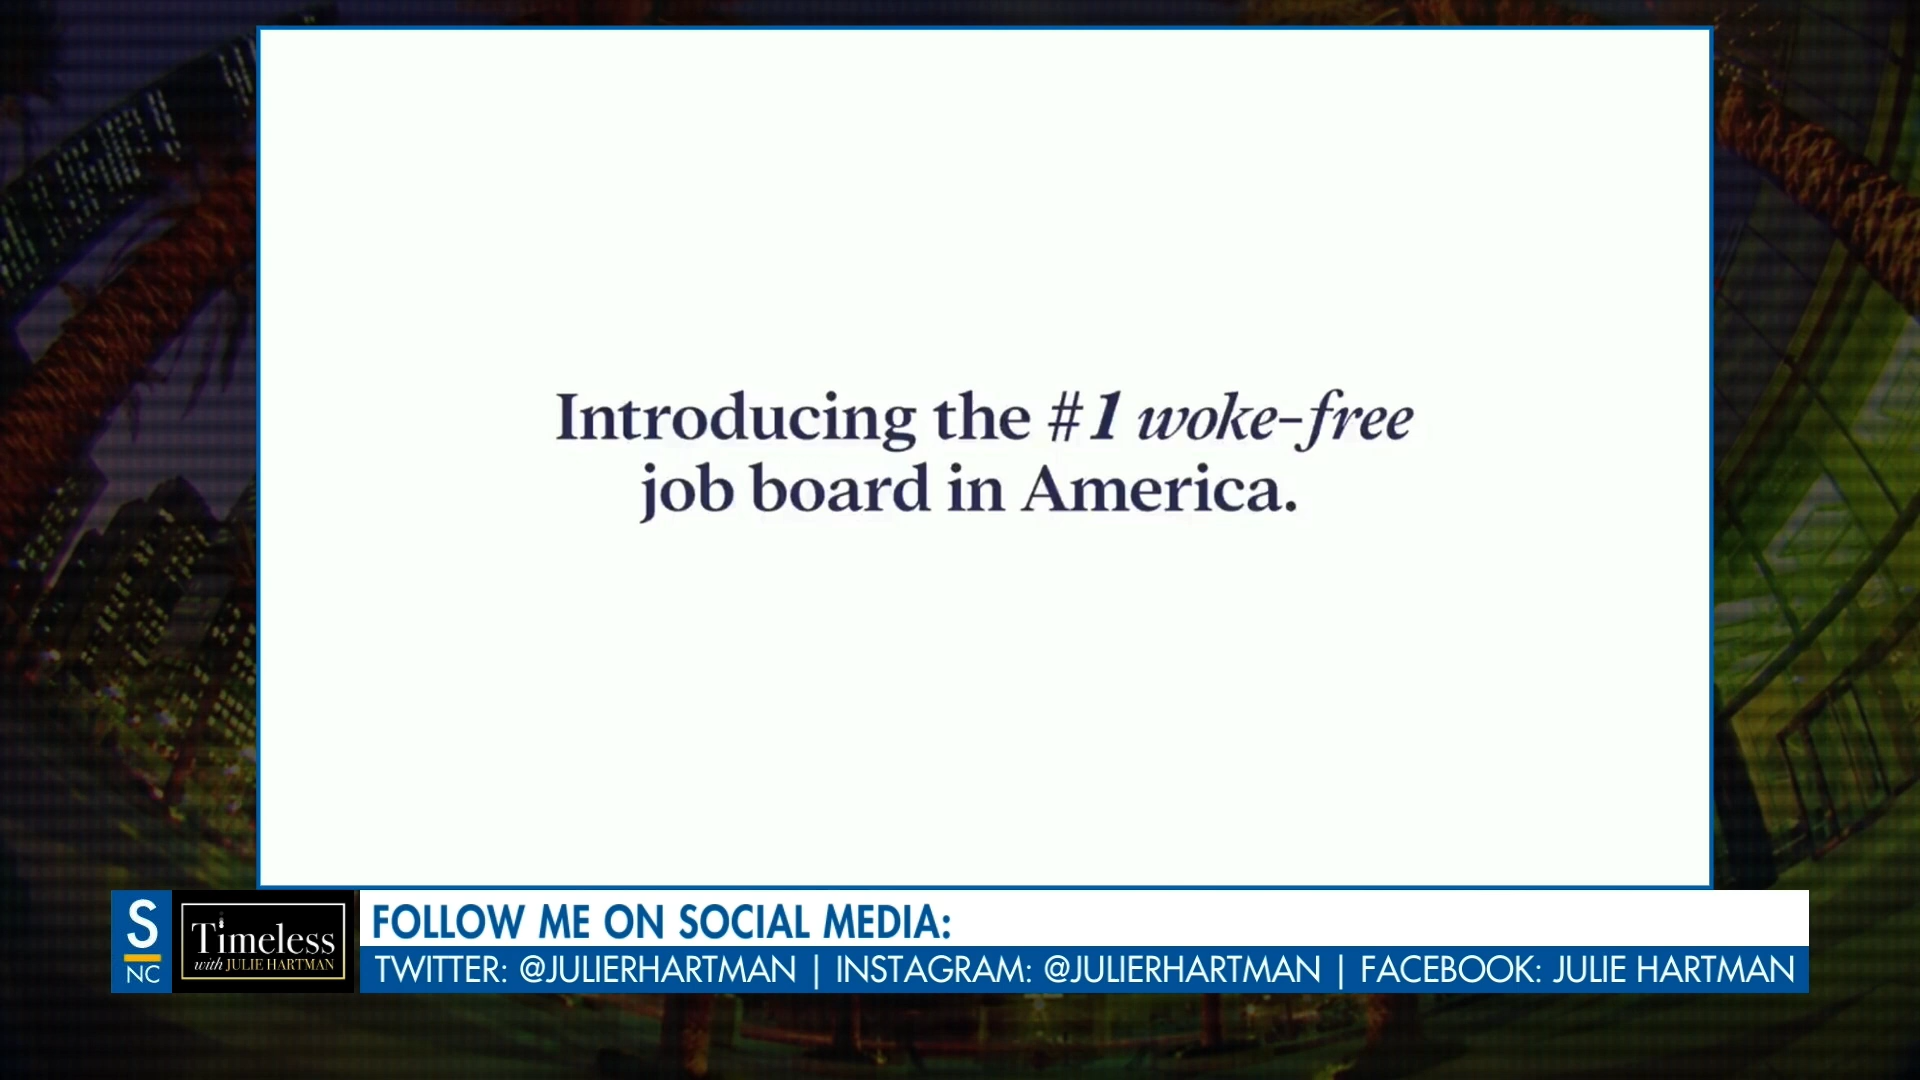 Introducing the #1 woke-free
job board in America.
S
NC
Timeless
with JULIE HARTMAN
FOLLOW ME ON SOCIAL MEDIA:
TWITTER: @JULIERHARTMAN | INSTAGRAM: @JULIERHARTMAN | FACEBOOK: JULIE HARTMAN